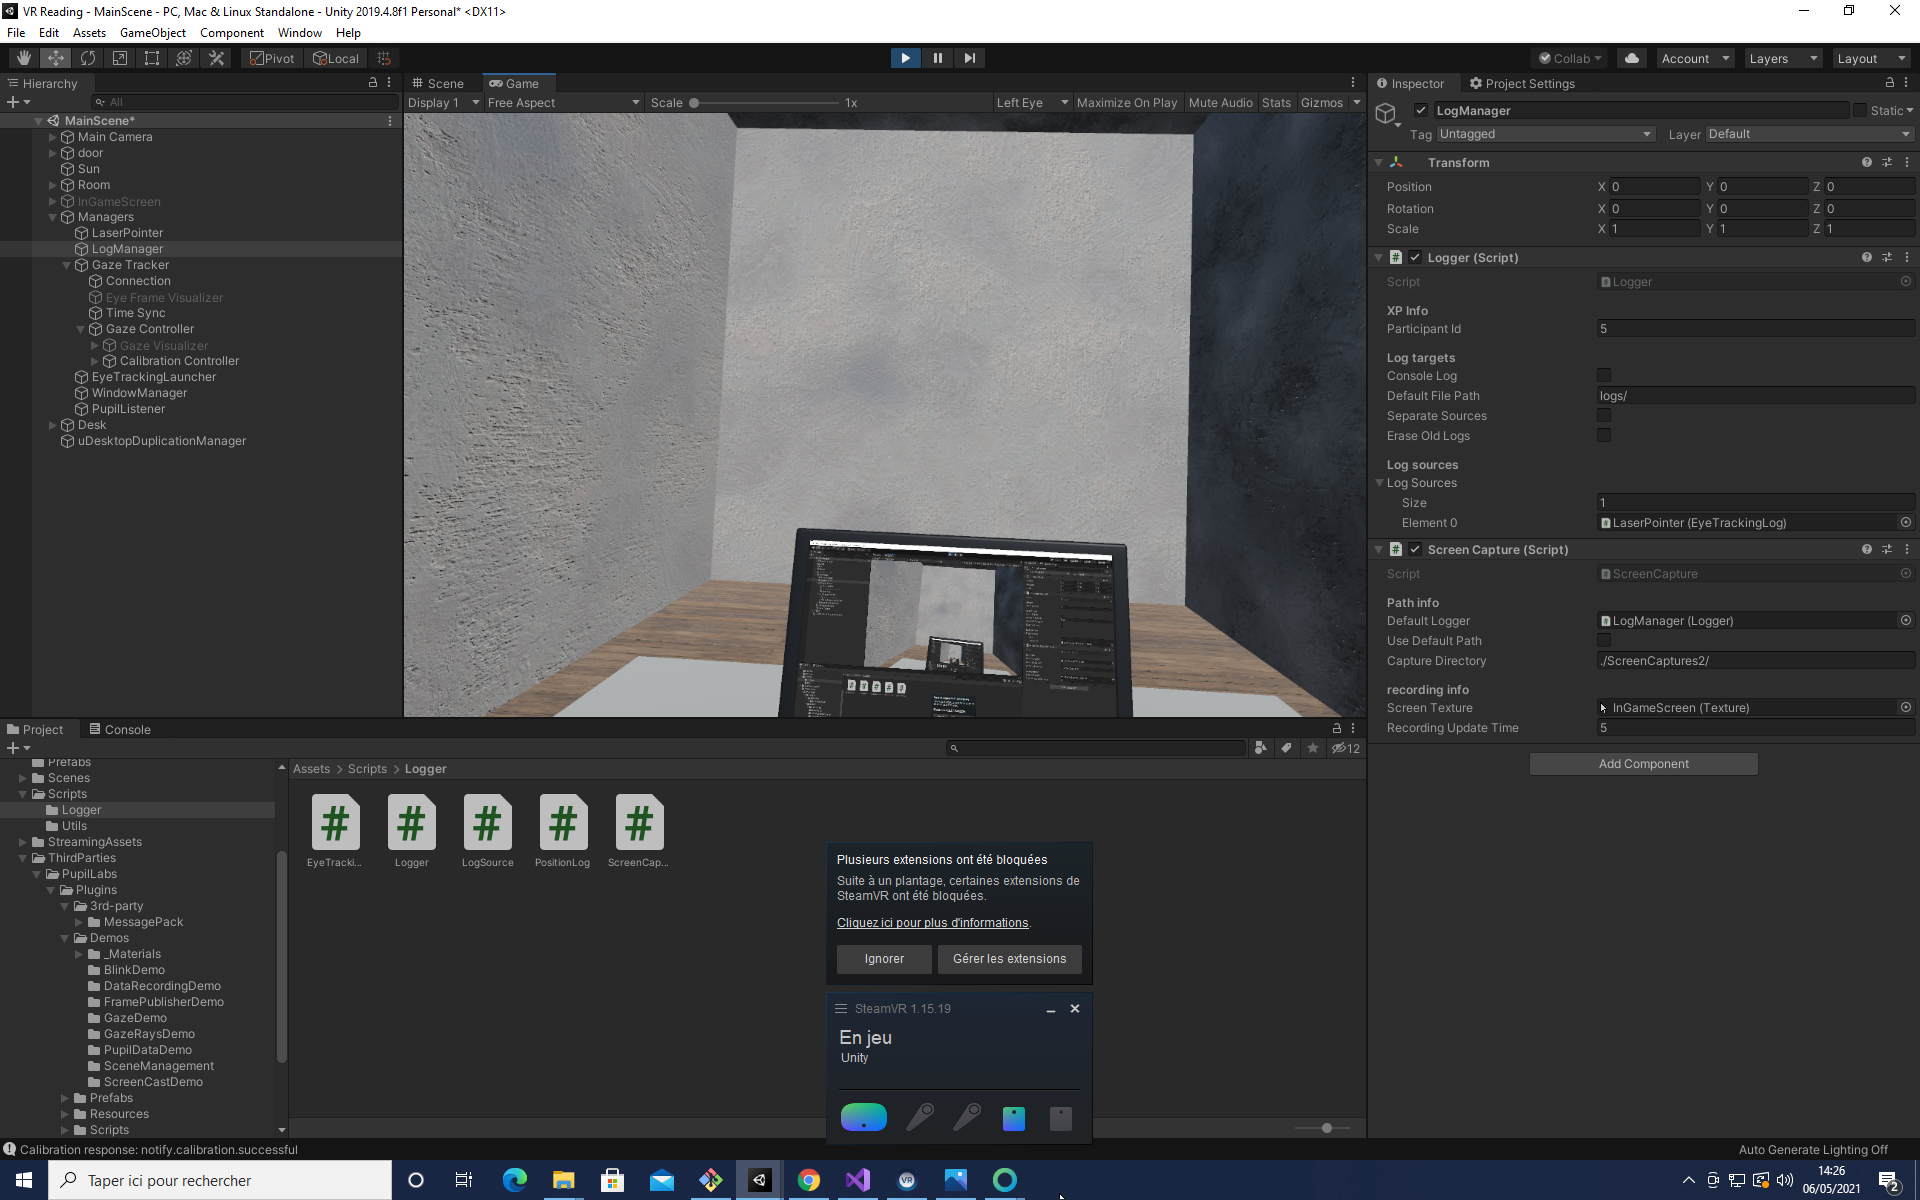 VR Reading - MainScene - PC, Mac & Linux Standalone - Unity 2019.4.8f1 Personal* <DX11>
File Edit Assets GameObject Component Window Help
Pivot Local Collab Account Layers Layout
Hierarchy
All
MainScene*
Main Camera
door
Sun
Room
InGameScreen
Managers
LaserPointer
LogManager
Gaze Tracker
Connection
Eye Frame Visualizer
Time Sync
Gaze Controller
Gaze Visualizer
Calibration Controller
EyeTrackingLauncher
WindowManager
PupilListener
Desk
uDesktopDuplicationManager
Scene Game
Display 1 Free Aspect Scale 1x Left Eye Maximize On Play Mute Audio Stats Gizmos
Inspector Project Settings
LogManager Static
Tag Untagged Layer Default
Transform
Position X 0 Y 0 Z 0
Rotation X 0 Y 0 Z 0
Scale X 1 Y 1 Z 1
Logger (Script)
Script Logger
XP Info
Participant Id 5
Log targets
Console Log
Default File Path logs/
Separate Sources
Erase Old Logs
Log sources
Log Sources
Size 1
Element 0 LaserPointer (EyeTrackingLog)
Screen Capture (Script)
Script ScreenCapture
Path info
Default Logger LogManager (Logger)
Use Default Path
Capture Directory ./ScreenCaptures2/
recording info
Screen Texture InGameScreen (Texture)
Recording Update Time 5
Add Component
Project Console
12
Prefabs
Scenes
Scripts
Logger
Utils
StreamingAssets
ThirdParties
PupilLabs
Plugins
3rd-party
MessagePack
Demos
_Materials
BlinkDemo
DataRecordingDemo
FramePublisherDemo
GazeDemo
GazeRaysDemo
PupilDataDemo
SceneManagement
ScreenCastDemo
Prefabs
Resources
Scripts
Assets > Scripts > Logger
EyeTracki... Logger LogSource PositionLog ScreenCap...
Plusieurs extensions ont été bloquées
Suite à un plantage, certaines extensions de
SteamVR ont été bloquées.
Cliquez ici pour plus d'informations.
Ignorer Gérer les extensions
SteamVR 1.15.19
En jeu
Unity
Calibration response: notify.calibration.successful
Auto Generate Lighting Off
Taper ici pour rechercher
VR
14:26
06/05/2021
2